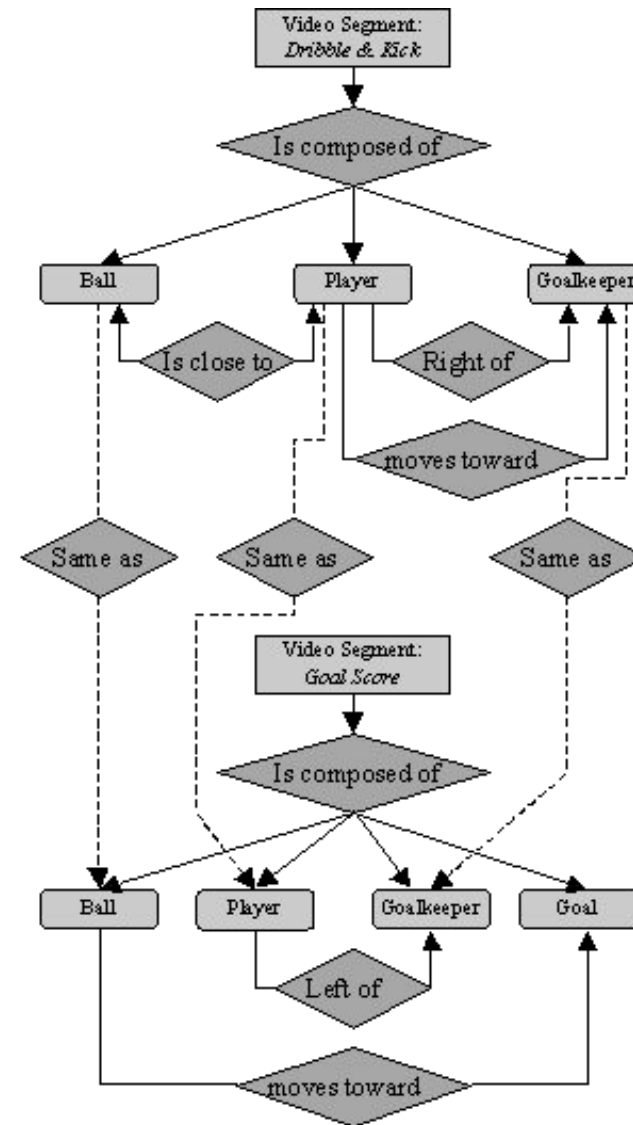 Video Segment:
Dribble & Kick
Is composed of
Ball
Player
Goalkeeper
Is close to
Right of
moves toward
Same as
Same as
Same as
Video Segment:
Goal Score
Is composed of
Ball
Player
Goalkeeper
Goal
Left of
moves toward